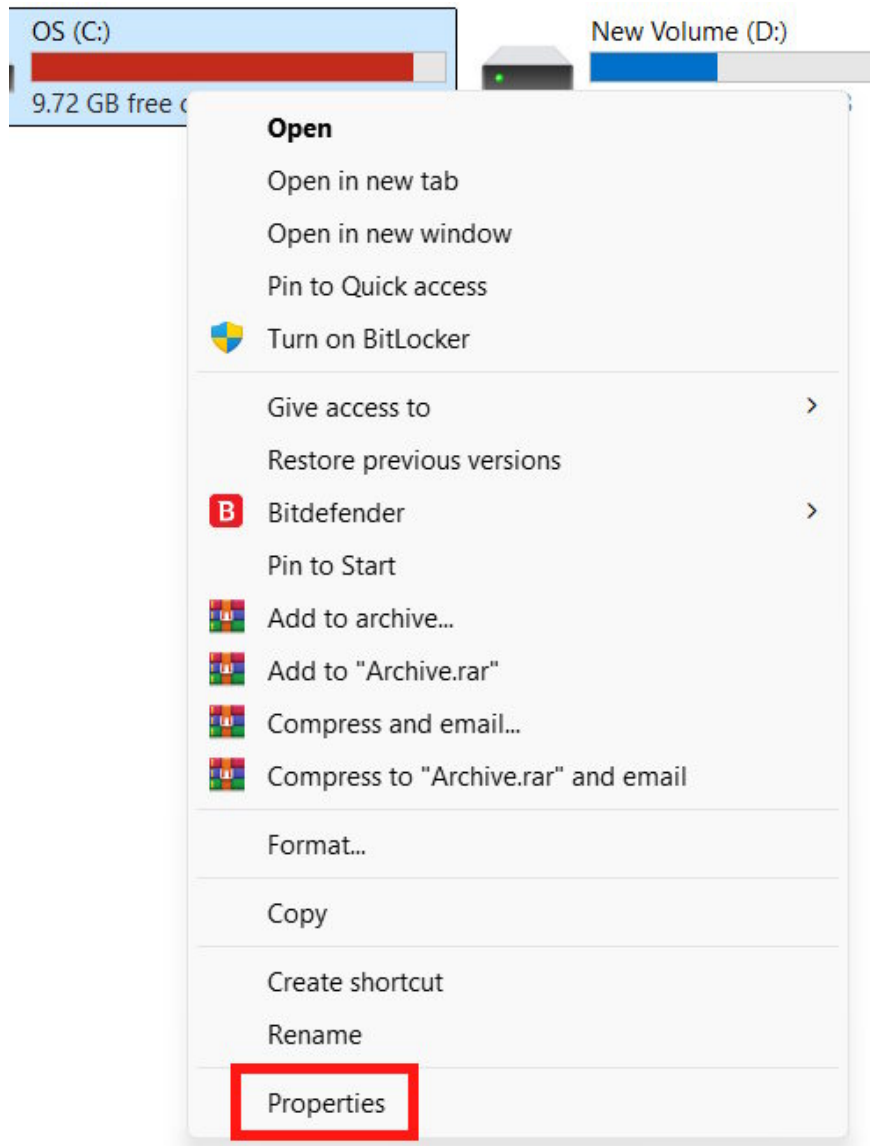 OS (C:)
New Volume (D:)
9.72 GB free
Open
Open in new tab
Open in new window
Pin to Quick access
Turn on BitLocker
Give access to
Restore previous versions
B
Bitdefender
Pin to Start
Add to archive...
Add to "Archive.rar"
Compress and email...
Compress to "Archive.rar" and email
Format...
Copy
Create shortcut
Rename
Properties